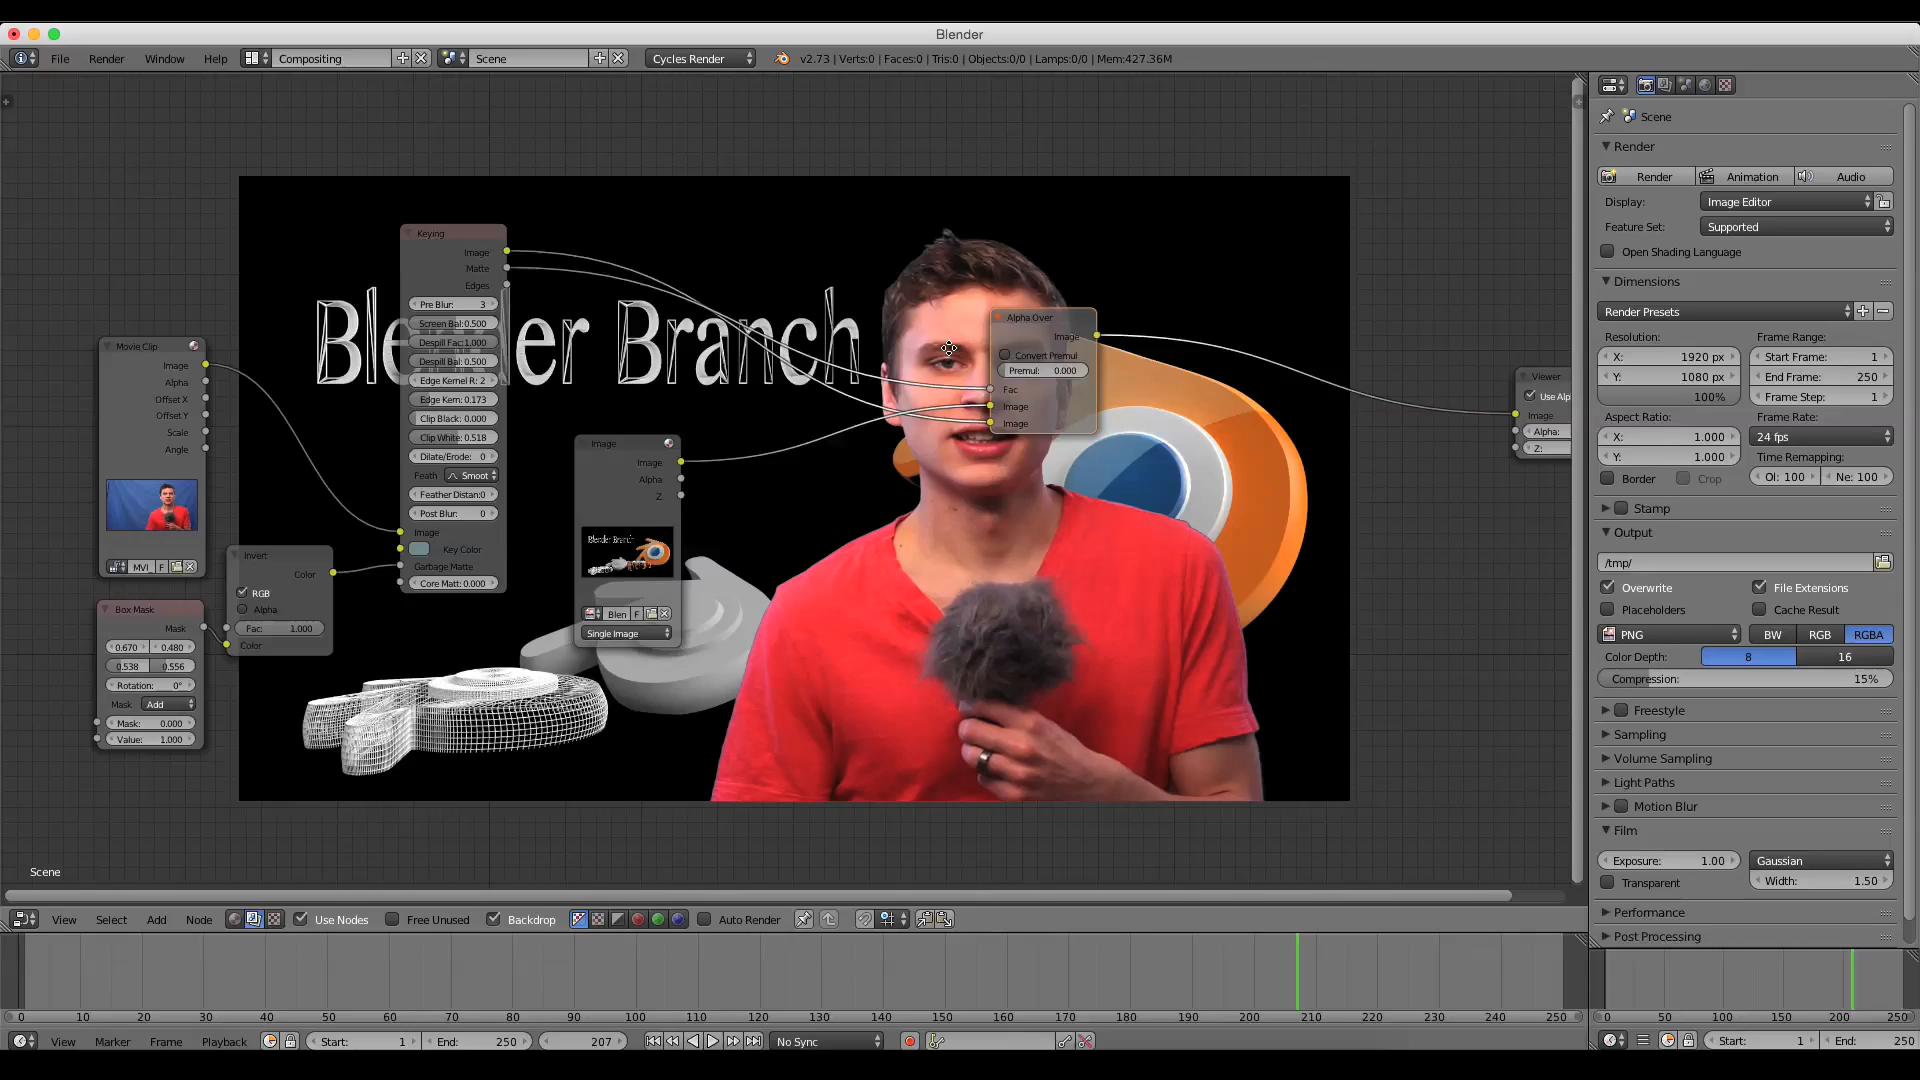 Blender
File Render Window Help Compositing Scene Cycles Render v2.73 | Verts:0 | Faces:0 | Tris:0 | Objects:0/0 | Lamps:0/0 | Mem:427.36M
Blender Branch
Movie Clip
Image
Alpha
Offset X
Offset Y
Scale
Angle
MVI_ F
Box Mask
Mask
0.670 0.480
0.538 0.556
Rotation: 0°
Mask Add
Mask: 0.000
Value: 1.000
Invert
Color
RGB
Alpha
Fac: 1.000
Color
Keying
Image
Matte
Edges
Pre Blur: 3
Screen Bal:0.500
Despill Fac:1.000
Despill Bal: 0.500
Edge Kernel R: 2
Edge Kern: 0.173
Clip Black: 0.000
Clip White: 0.518
Dilate/Erode: 0
Feath Smoot
Feather Distan:0
Post Blur: 0
Image
Key Color
Garbage Matte
Core Matt: 0.000
Image
Image
Alpha
Z
Blender Branch
Blen F
Single Image
Alpha Over
Image
Convert Premul
Premul: 0.000
Fac
Image
Image
Viewer
Use Alp
Image
Alpha:
Z:
Scene
View Select Add Node Use Nodes Free Unused Backdrop Auto Render
0 10 20 30 40 50 60 70 80 90 100 110 120 130 140 150 160 170 180 190 200 210 220 230 240 250
View Marker Frame Playback Start: 1 End: 250 207 No Sync
Scene
Render
Render Animation Audio
Display: Image Editor
Feature Set: Supported
Open Shading Language
Dimensions
Render Presets
Resolution: Frame Range:
X: 1920 px Start Frame: 1
Y: 1080 px End Frame: 250
100% Frame Step: 1
Aspect Ratio: Frame Rate:
X: 1.000 24 fps
Y: 1.000 Time Remapping:
Border Crop Ol: 100 Ne: 100
Stamp
Output
/tmp/
Overwrite File Extensions
Placeholders Cache Result
PNG BW RGB RGBA
Color Depth: 8 16
Compression: 15%
Freestyle
Sampling
Volume Sampling
Light Paths
Motion Blur
Film
Exposure: 1.00 Gaussian
Transparent Width: 1.50
Performance
Post Processing
0 50 100 150 200 250
Start: 1 End: 250